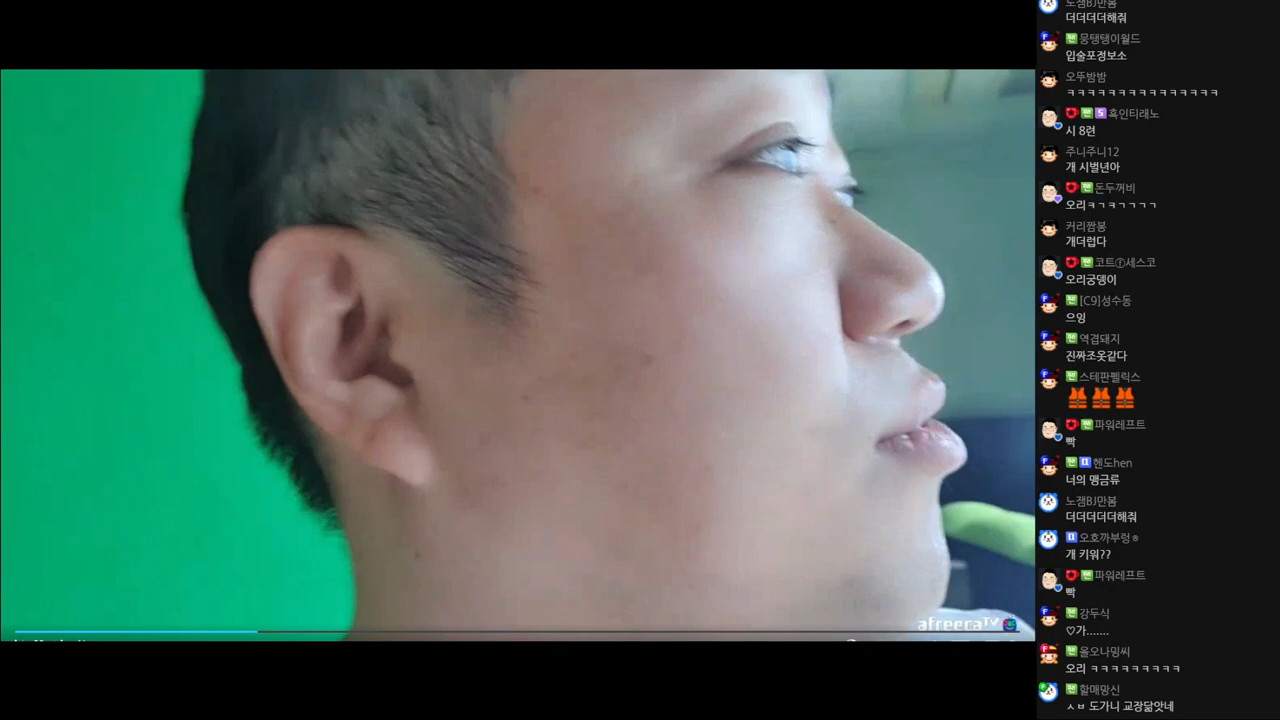 노잼BJ만봄
더더더더해줘
뭉탱탱이월드
입술포정보소
오뚜밤밤
ㅋㅋㅋㅋㅋㅋㅋㅋㅋㅋㅋㅋㅋㅋㅋ
흑인티래노
시 8련
주니주니12
개 시벌년아
돈두꺼비
오리ㅋㄱㅋㄱㄱㄱㄱ
커리짬봉
개더럽다
코트ⓕ세스코
오리궁뎅이
[C9]성수동
으잉
역겹돼지
진짜조옷같다
스테판펠릭스
파워레프트
빡
헨도hen
너의 맹금류
노잼BJ만봄
더더더더더해줘
오호까부렁®
개 키워??
파워레프트
빡
강두식
♡가.......
올오나밍씨
오리 ㅋㅋㅋㅋㅋㅋㅋㅋㅋ
할매망신
ㅅㅂ 도가니 교장닮앗네
afreecaTV